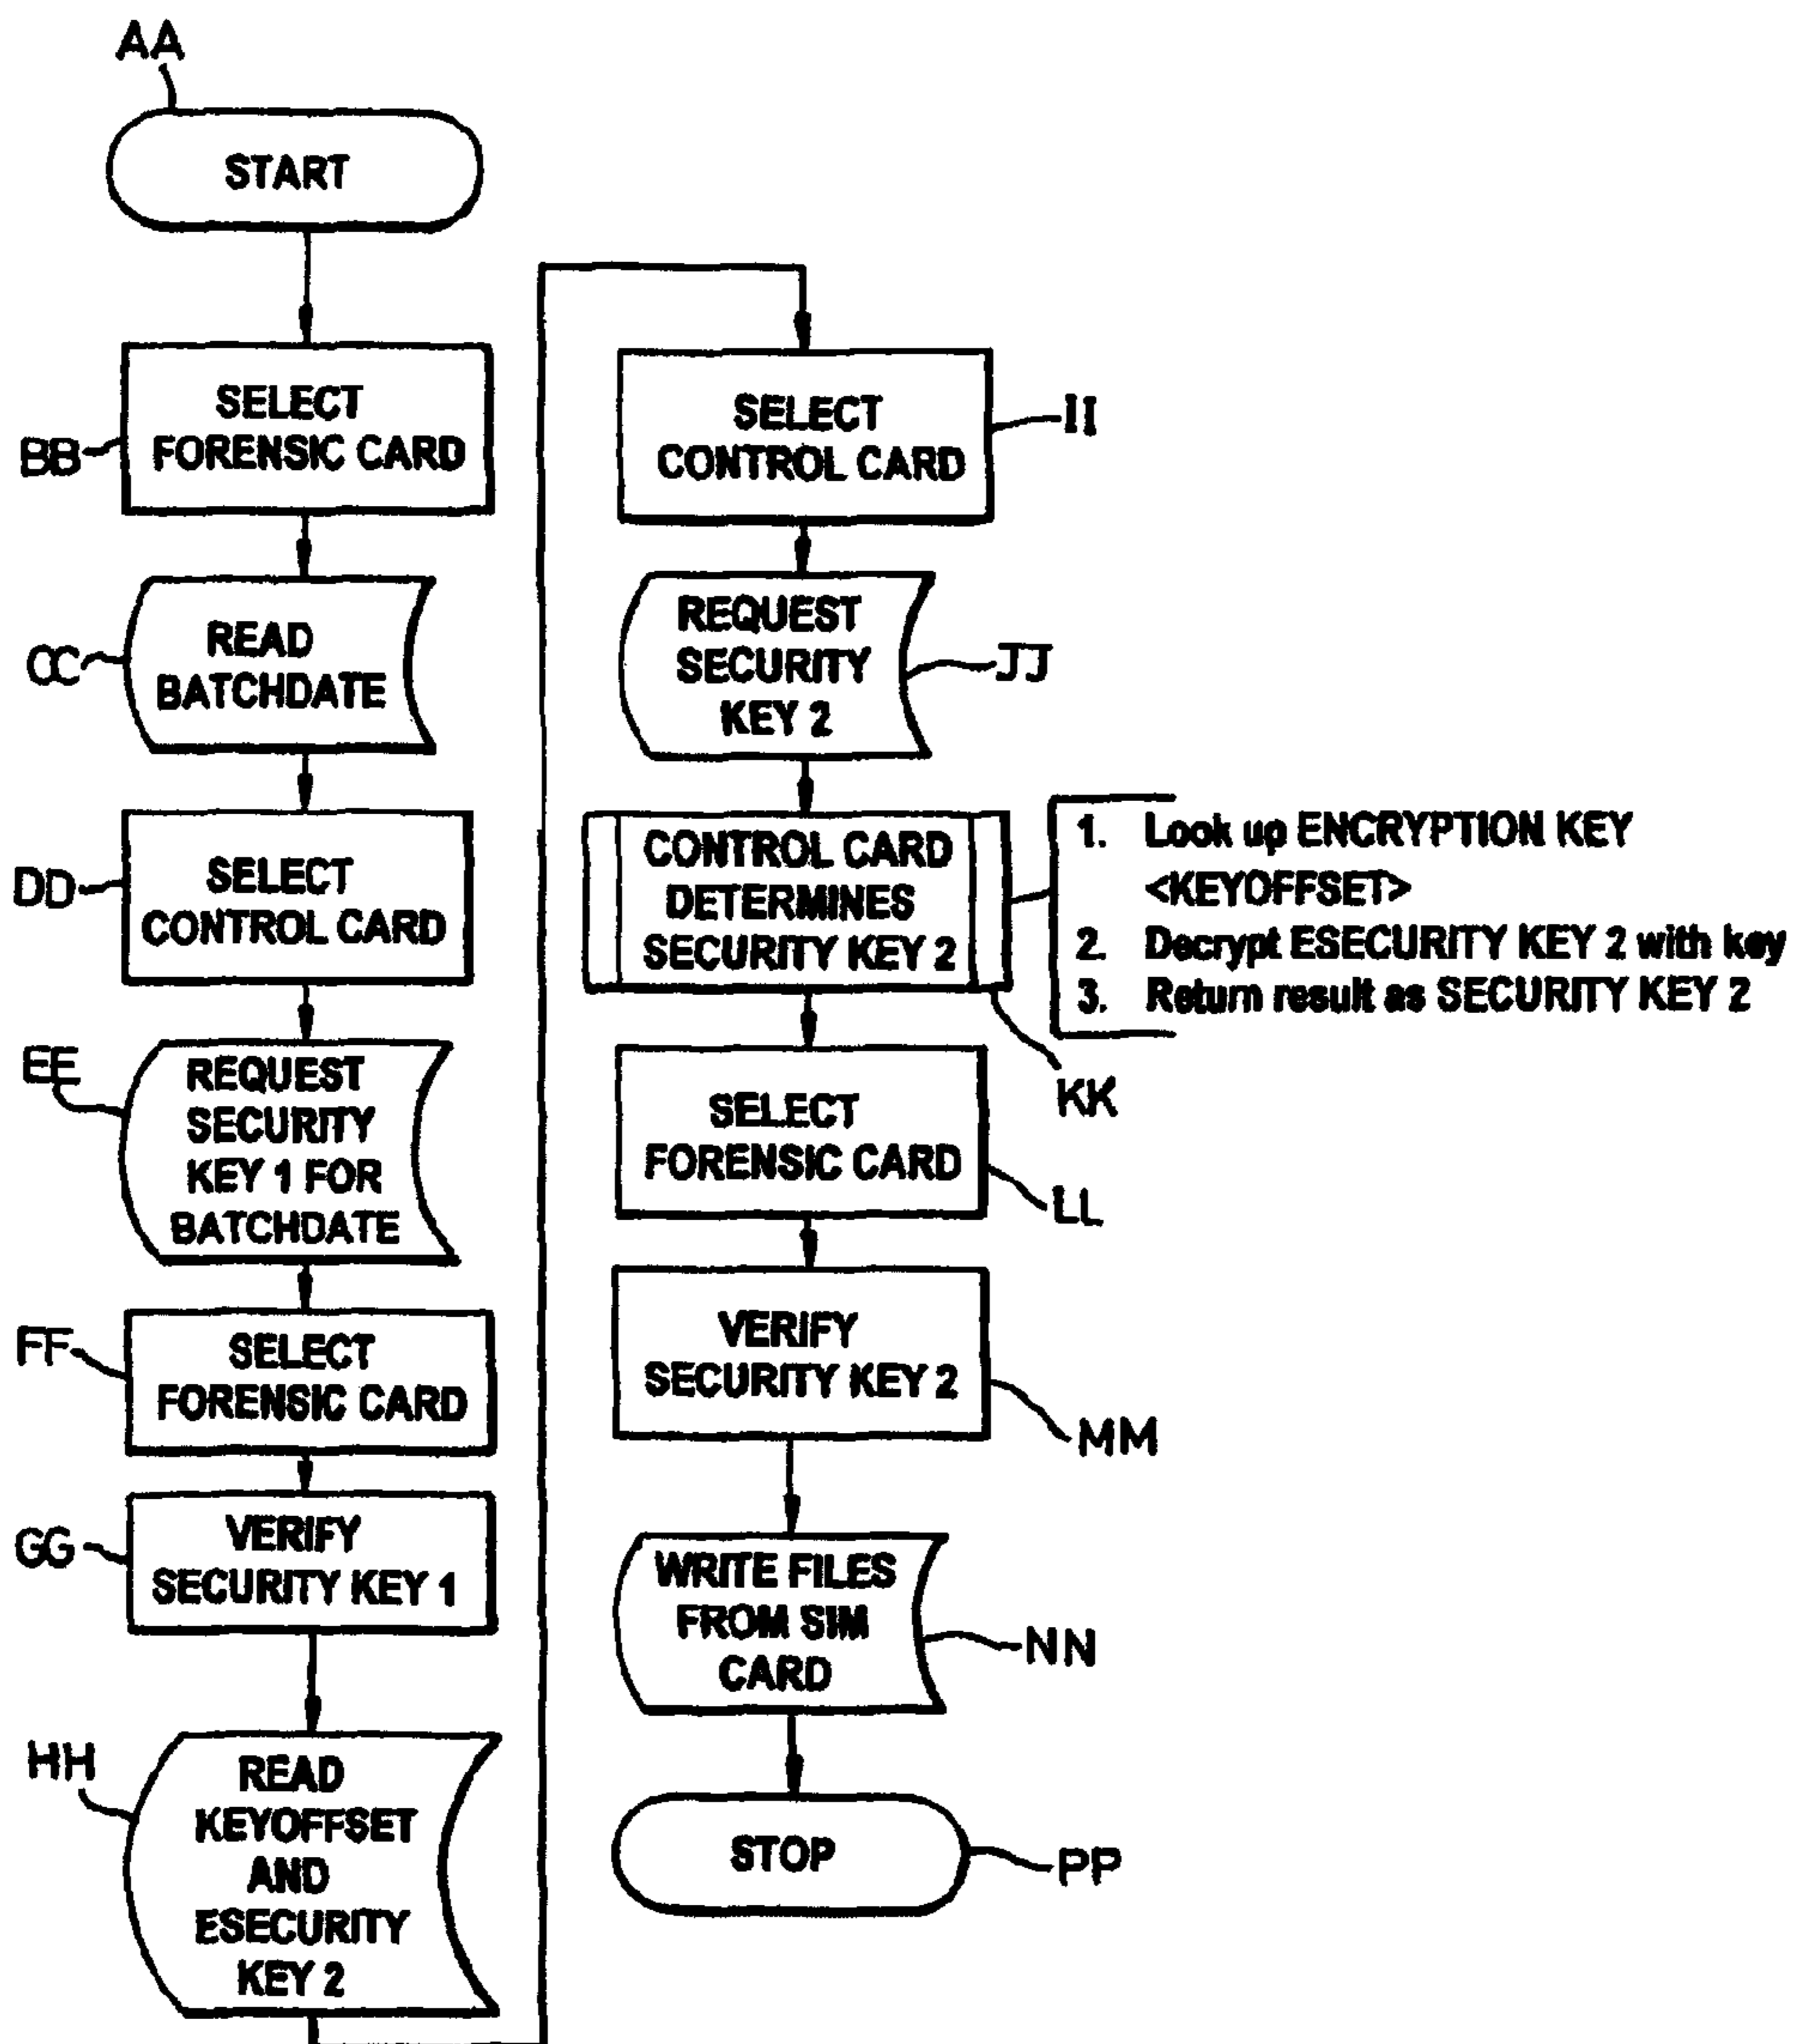 AA
START
SELECT
FORENSIC CARD
BB
READ
BATCHDATE
CC
SELECT
CONTROL CARD
DD
EE
REQUEST
SECURITY
KEY 1 FOR
BATCHDATE
FF
SELECT
FORENSIC CARD
GG
VERIFY
SECURITY KEY 1
HH
READ
KEYOFFSET
AND
ESECURITY
KEY 2
SELECT
CONTROL CARD
II
REQUEST
SECURITY
KEY 2
JJ
CONTROL CARD
DETERMINES
SECURITY KEY 2
1. Look up ENCRYPTION KEY
<KEYOFFSET>
2. Decrypt ESECURITY KEY 2 with key
3. Return result as SECURITY KEY 2
KK
SELECT
FORENSIC CARD
LL
VERIFY
SECURITY KEY 2
MM
WRITE FILES
FROM SIM
CARD
NN
STOP
PP